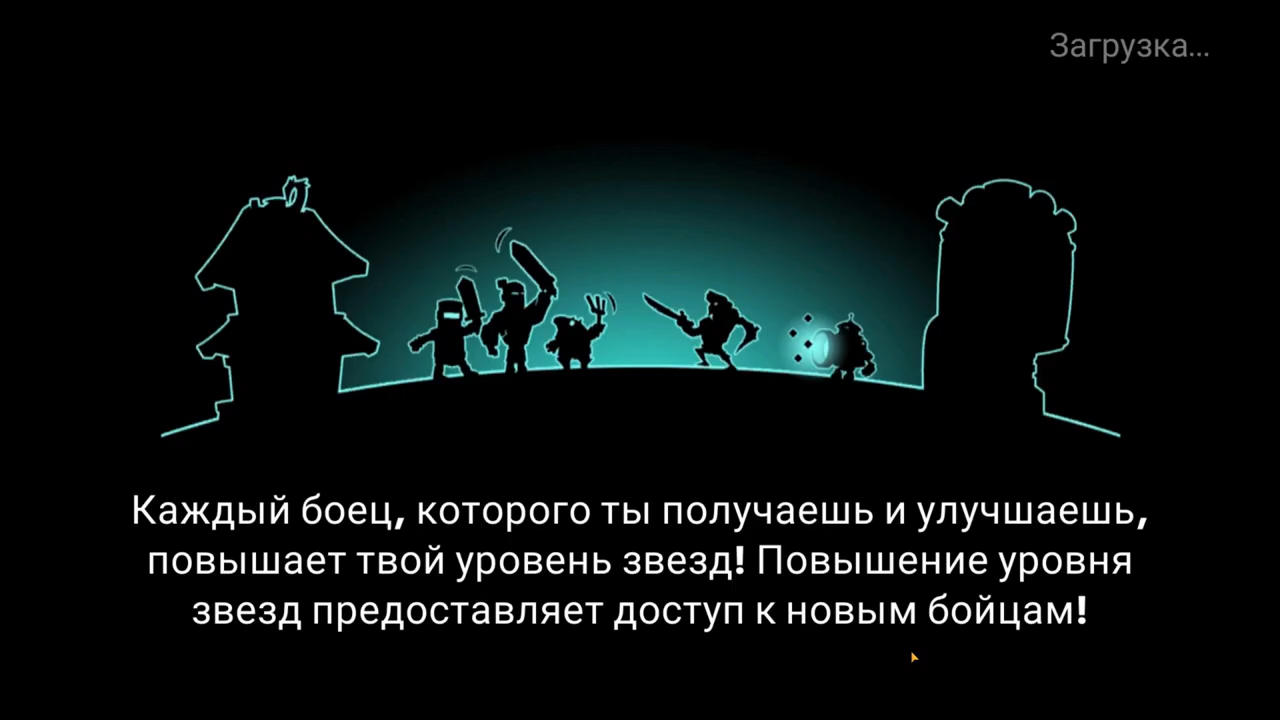 Загрузка...
Каждый боец, которого ты получаешь и улучшаешь,
повышает твой уровень звезд! Повышение уровня
звезд предоставляет доступ к новым бойцам!